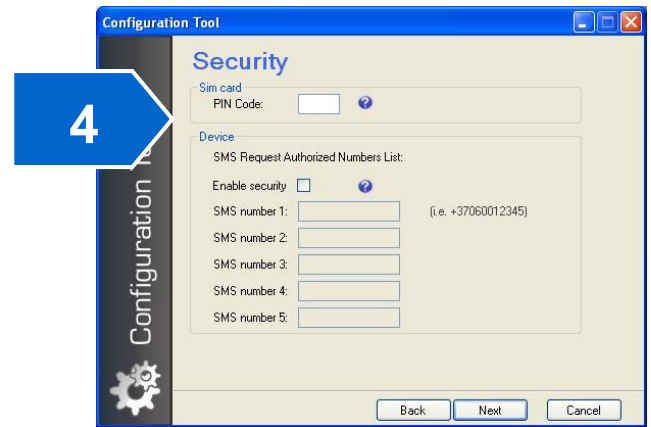 Configuration Tool
Security
Sim card
PIN Code:
?
4
Device
SMS Request Authorized Numbers List:
Enable security
?
SMS number 1:
(i.e. +37060012345)
SMS number 2:
SMS number 3:
SMS number 4:
SMS number 5:
Configuration
Back
Next
Cancel